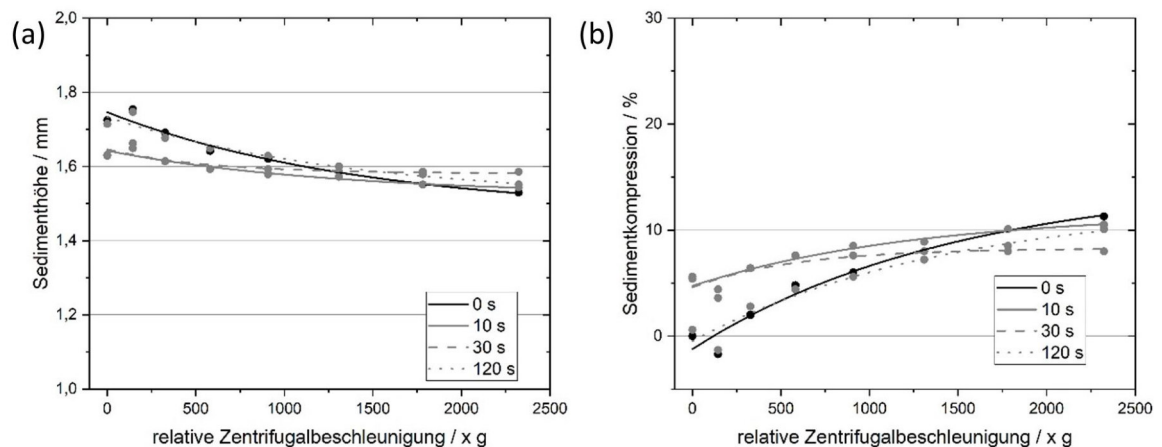 (a)
Sedimenthöhe / mm
2,0
1,8
1,6
1,4
1,2
1,0
0 s
10 s
30 s
120 s
0 500 1000 1500 2000 2500
relative Zentrifugalbeschleunigung / x g
(b)
Sedimentkompression / %
30
20
10
0
0 s
10 s
30 s
120 s
0 500 1000 1500 2000 2500
relative Zentrifugalbeschleunigung / x g